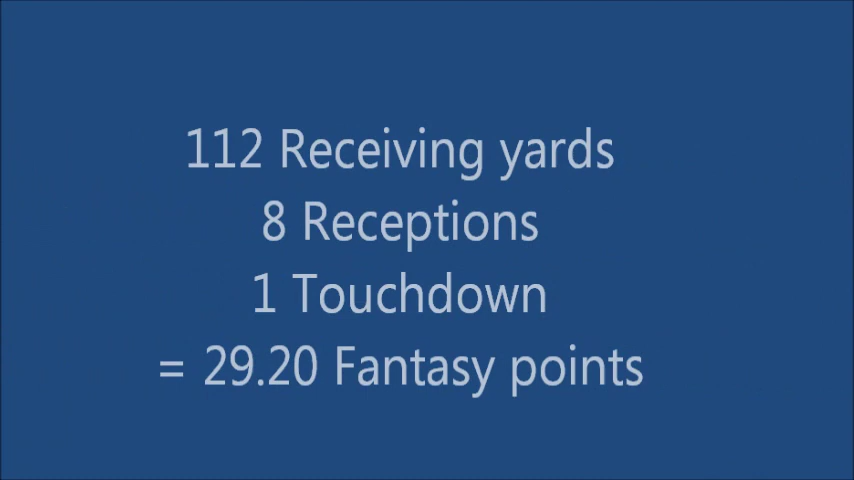 112 Receiving yards
8 Receptions
1 Touchdown
= 29.20 Fantasy points